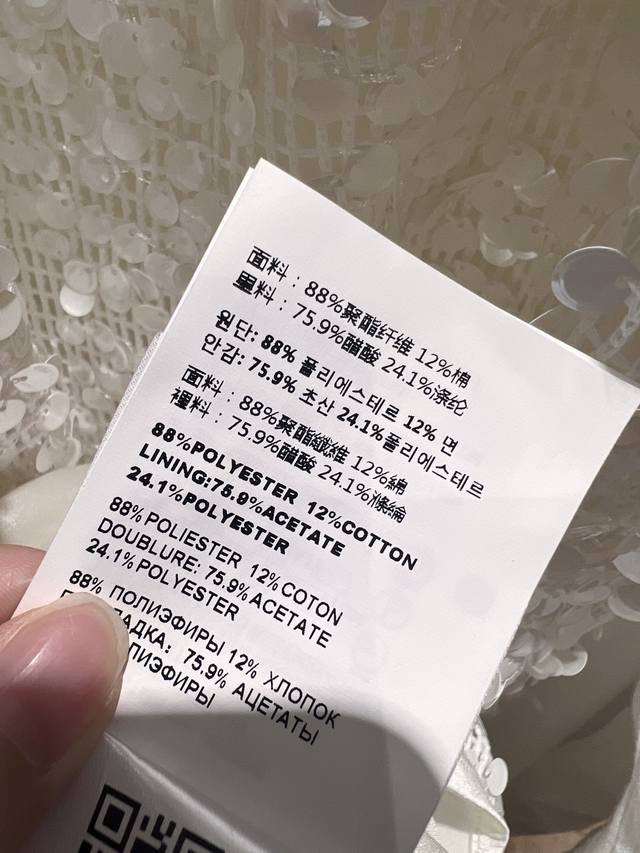 面料：88%聚酯纤维 12%棉
里料：75.9%醋酸 24.1%涤纶
원단: 88% 폴리에스테르 12% 면
안감: 75.9% 초산 24.1%폴리에스테르
面料：88%聚酯纖維 12%綿
裡料：75.9%醋酸 24.1%滌綸
88%POLYESTER 12%COTTON
LINING:75.9%ACETATE
24.1%POLYESTER
88%POLIESTER 12%COTON
DOUBLURE: 75.9%ACETATE
24.1%POLYESTER
88% ПОЛИЭФИРЫ 12% ХЛОПОК
75.9% АЦЕТАТЫ